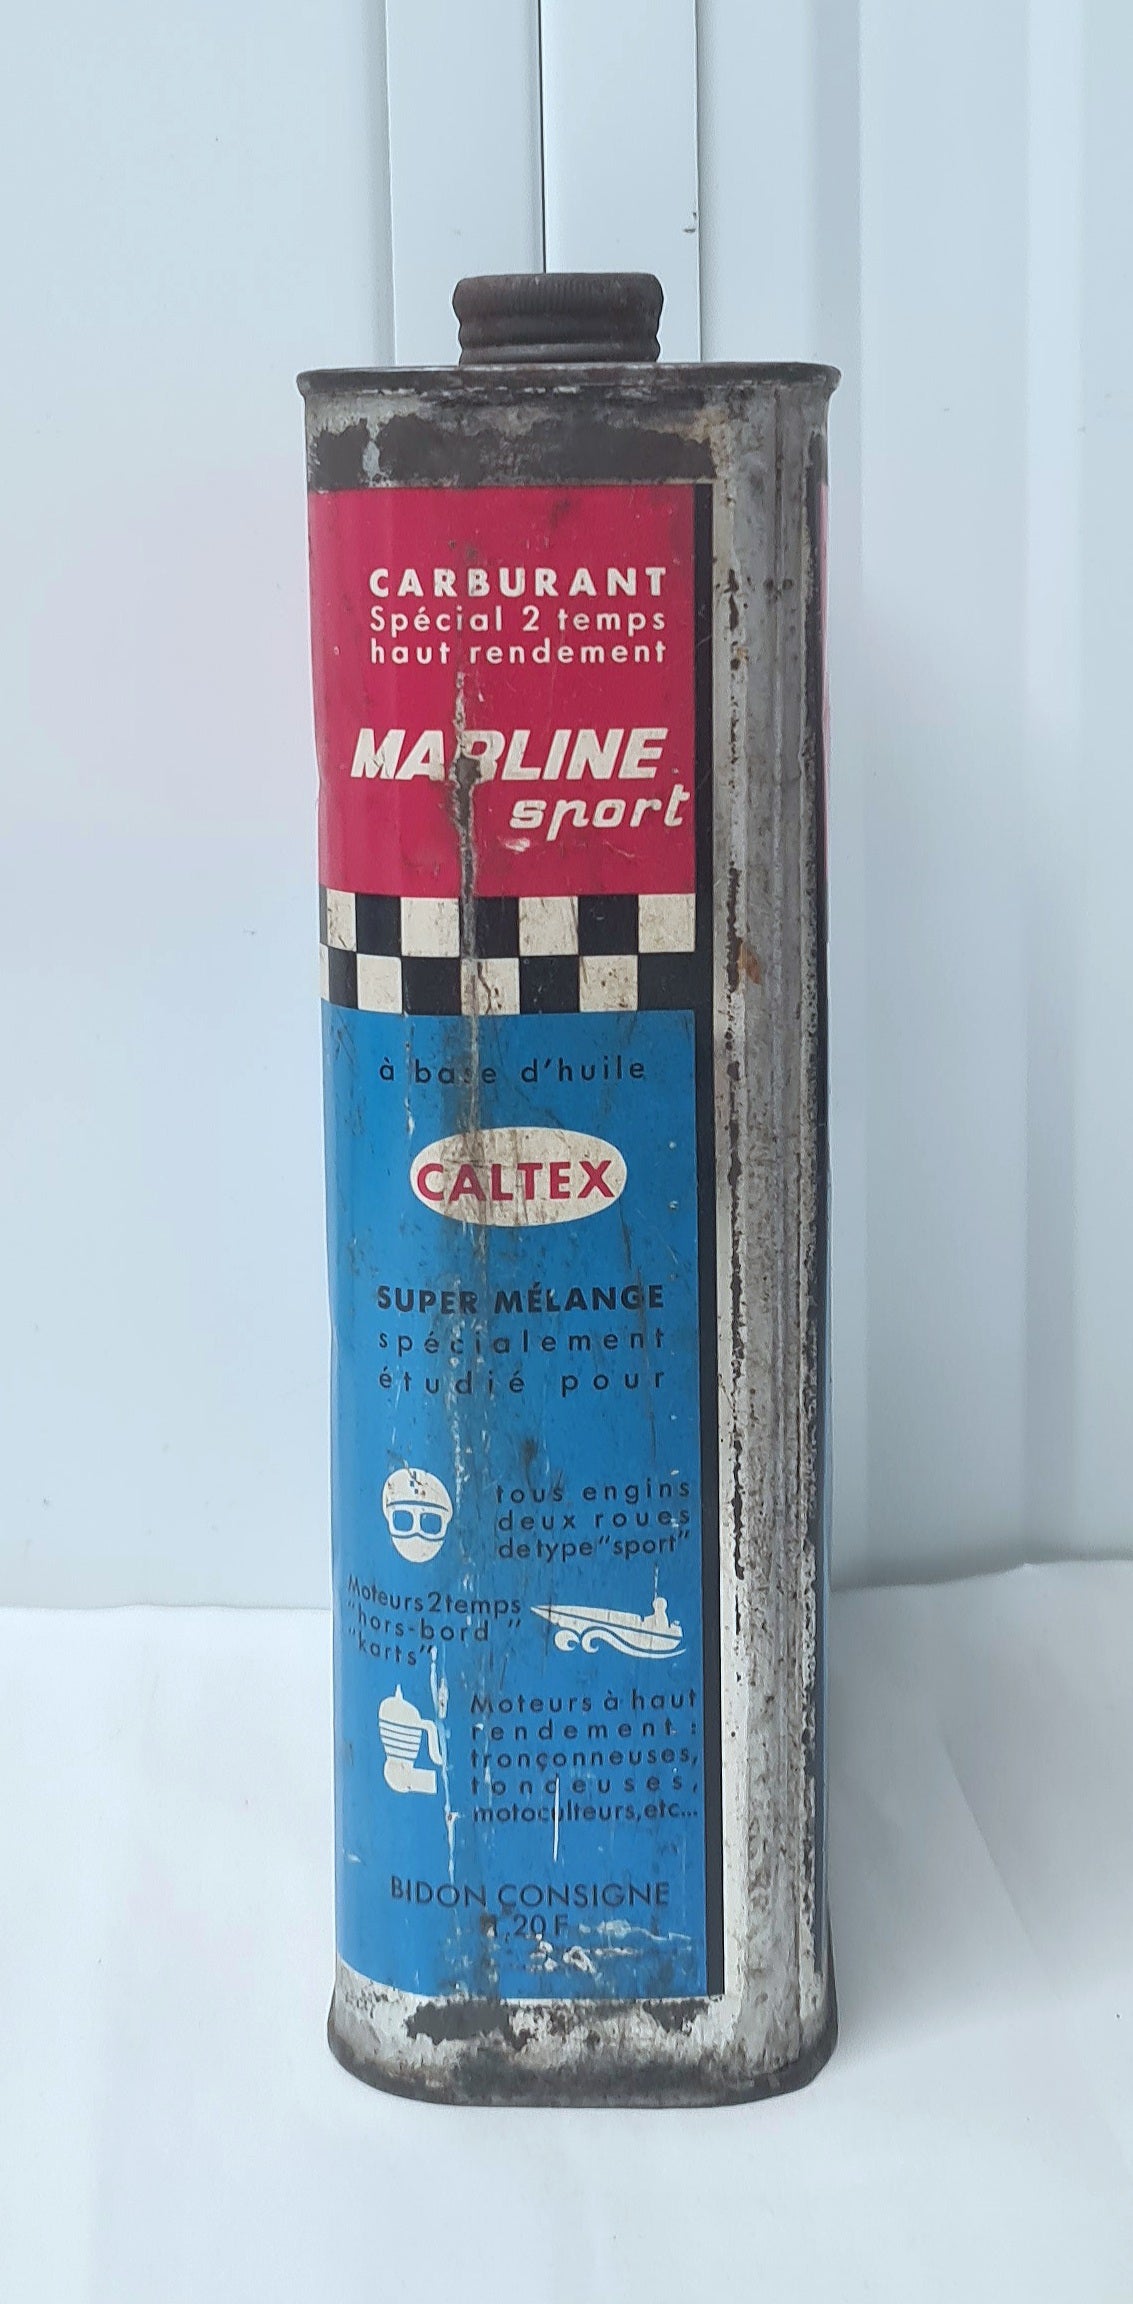 CARBURANT
Spécial 2 temps
haut rendement
MARLINE
sport
à base d'huile
CALTEX
SUPER MÉLANGE
spécialement
étudié pour
tous engins
deux roues
de type "sport"
Moteurs 2 temps
"hors-bord"
"karts"
Moteurs à haut
rendement :
tronçonneuses,
tondeuses,
motoculteurs, etc...
BIDON CONSIGNE
1,20 F